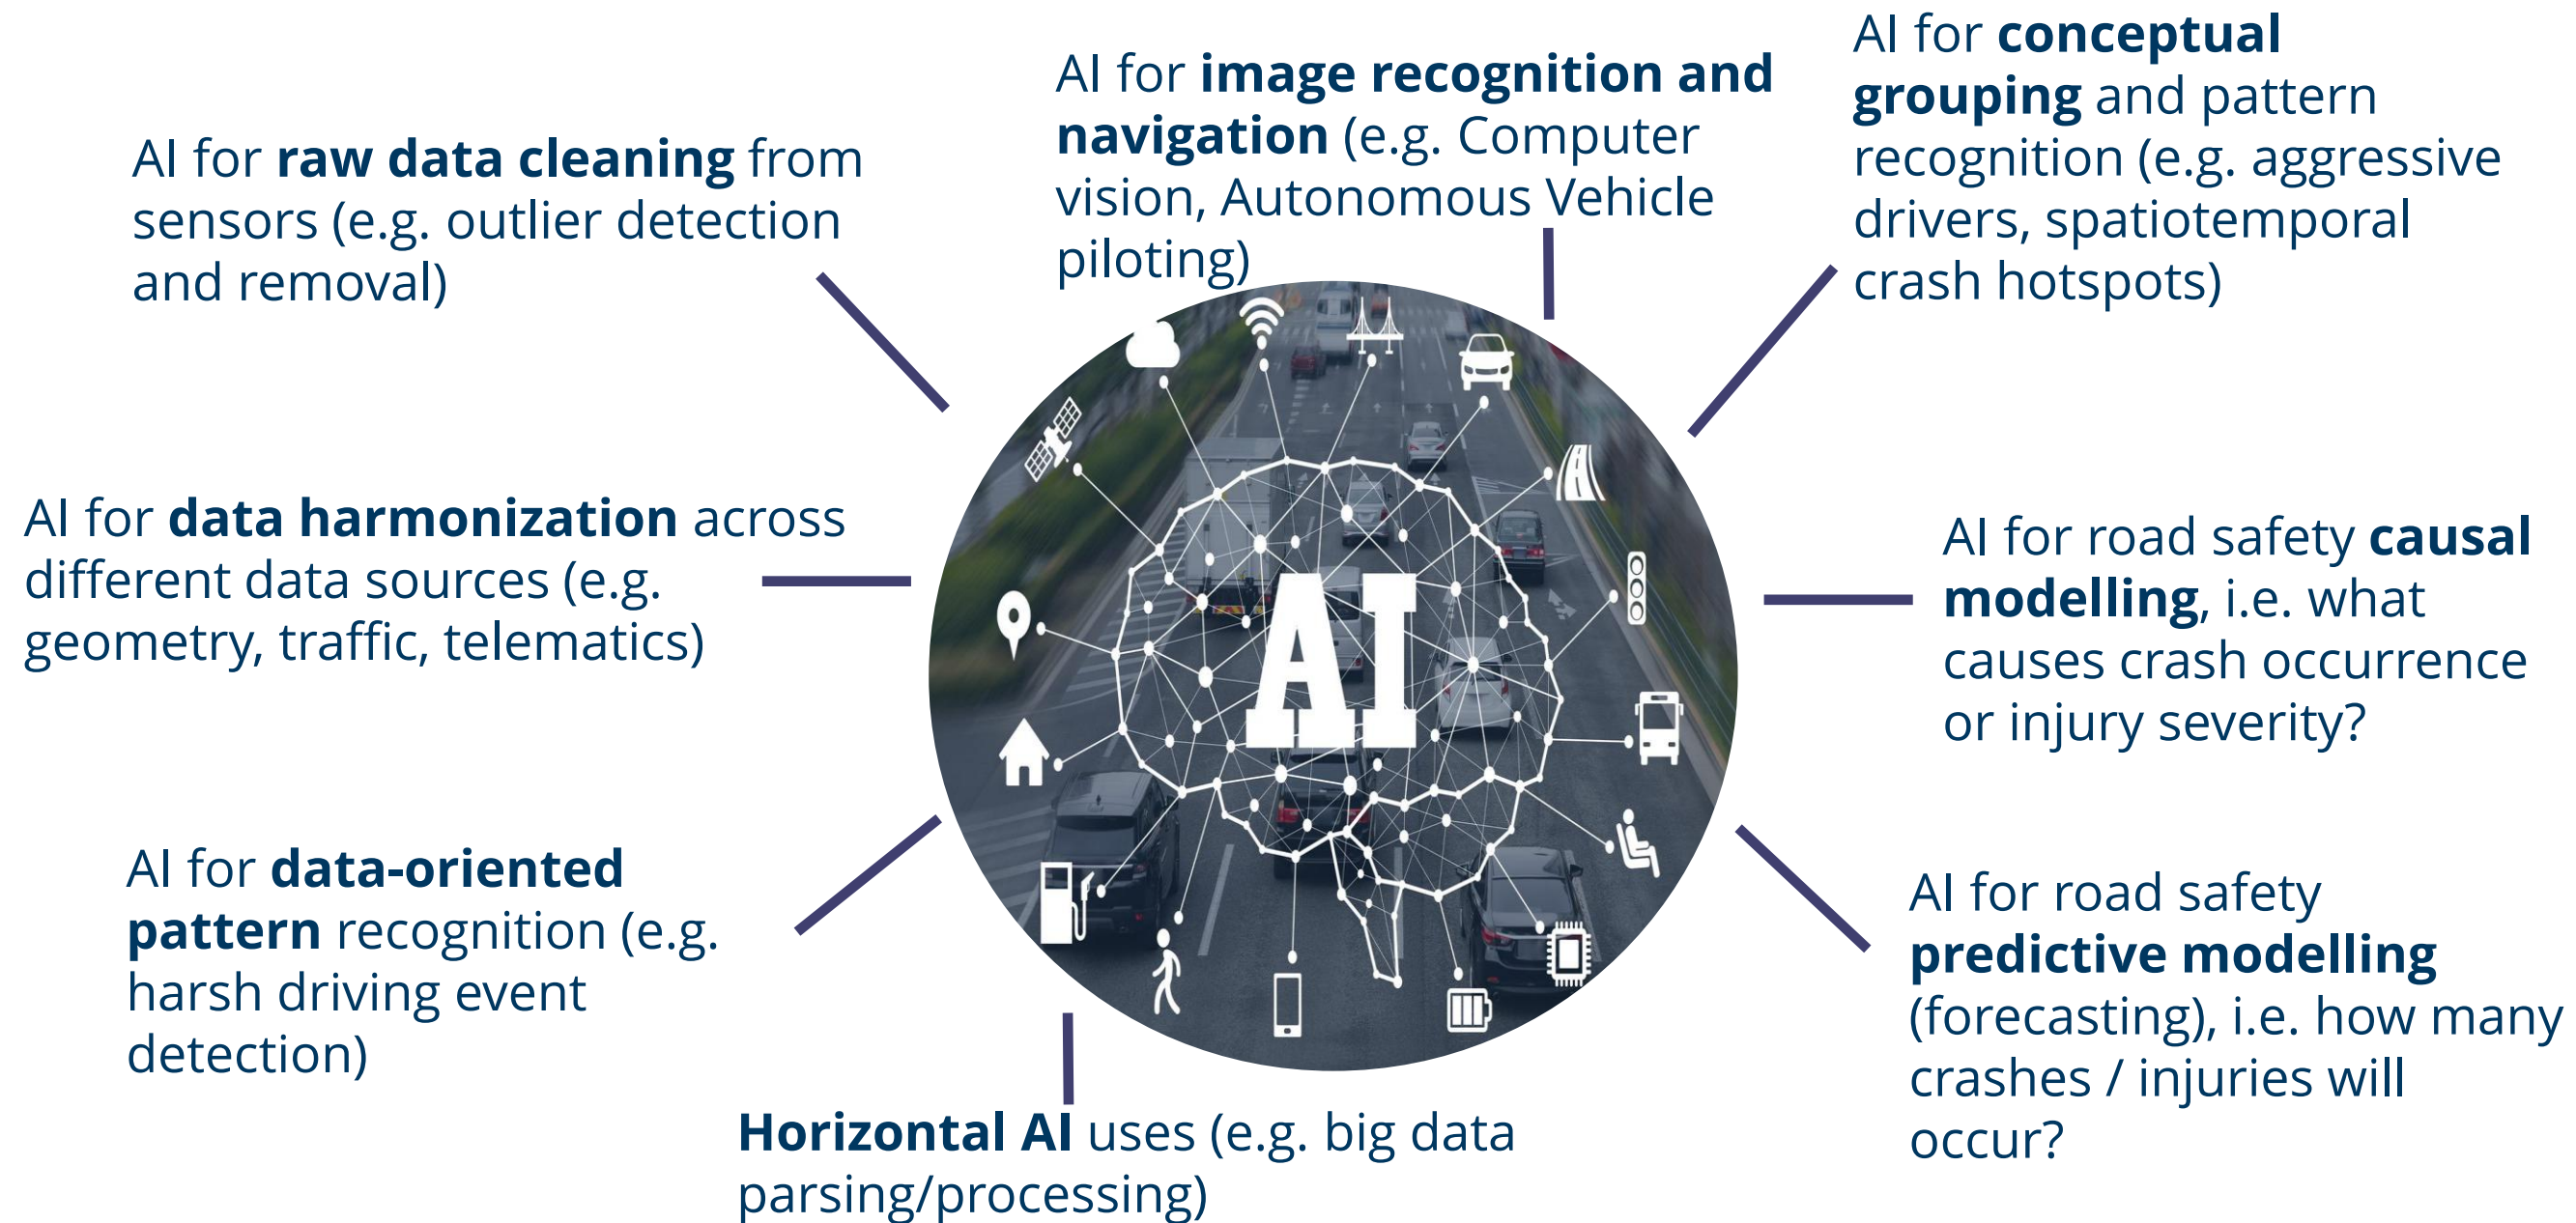 AI for raw data cleaning from
sensors (e.g. outlier detection
and removal)
AI for image recognition and
navigation (e.g. Computer
vision, Autonomous Vehicle
piloting)
AI for conceptual
grouping and pattern
recognition (e.g. aggressive
drivers, spatiotemporal
crash hotspots)
AI for data harmonization across
different data sources (e.g.
geometry, traffic, telematics)
AI
AI for road safety causal
modelling, i.e. what
causes crash occurrence
or injury severity?
AI for data-oriented
pattern recognition (e.g.
harsh driving event
detection)
AI for road safety
predictive modelling
(forecasting), i.e. how many
crashes / injuries will
occur?
Horizontal AI uses (e.g. big data
parsing/processing)